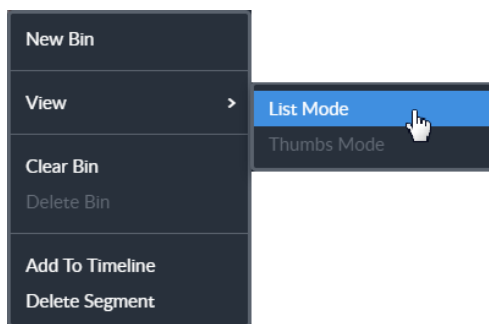 New Bin
View >
List Mode
Thumbs Mode
Clear Bin
Delete Bin
Add To Timeline
Delete Segment